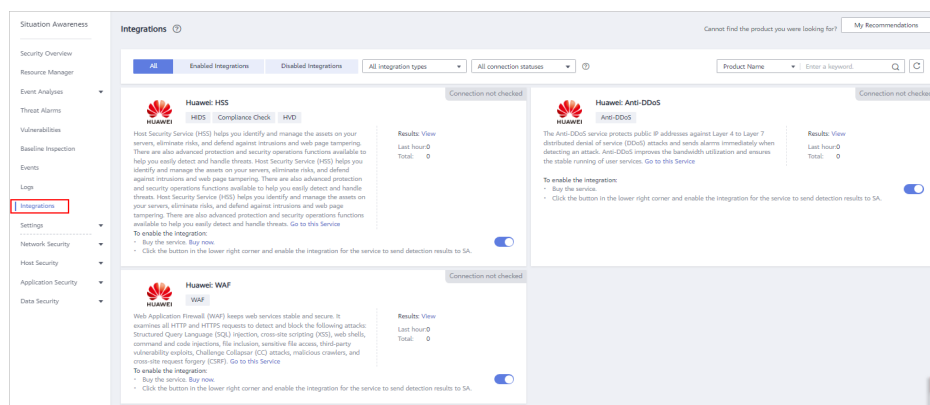 Situation Awareness
Security Overview
Resource Manager
Event Analyses
Threat Alarms
Vulnerabilities
Baseline Inspection
Events
Logs
Integrations
Settings
Network Security
Host Security
Application Security
Data Security
Integrations
Cannot find the product you were looking for? My Recommendations
All Enabled Integrations Disabled Integrations All integration types All connection statuses Product Name Enter a keyword.
Connection not checked
HUAWEI
Huawei: HSS
HIDS Compliance Check HVD
Host Security Service (HSS) helps you identify and manage the assets on your
servers, eliminate risks, and defend against intrusions and web page tampering.
There are also advanced protection and security operations functions available to
help you easily detect and handle threats. Host Security Service (HSS) helps you
identify and manage the assets on your servers, eliminate risks, and defend
against intrusions and web page tampering. There are also advanced protection
and security operations functions available to help you easily detect and handle
threats. Host Security Service (HSS) helps you identify and manage the assets on
your servers, eliminate risks, and defend against intrusions and web page
tampering. There are also advanced protection and security operations functions
available to help you easily detect and handle threats. Go to this Service
Results: View
Last hour:0
Total: 0
To enable the integration:
Buy the service. Buy now.
Click the button in the lower right corner and enable the integration for the service to send detection results to SA.
Connection not checked
HUAWEI
Huawei: Anti-DDoS
Anti-DDoS
The Anti-DDoS service protects public IP addresses against Layer 4 to Layer 7
distributed denial of service (DDoS) attacks and sends alarms immediately when
detecting an attack. Anti-DDoS improves the bandwidth utilization and ensures
the stable running of user services. Go to this Service
Results: View
Last hour:0
Total: 0
To enable the integration:
Buy the service.
Click the button in the lower right corner and enable the integration for the service to send detection results to SA.
Connection not checked
HUAWEI
Huawei: WAF
WAF
Web Application Firewall (WAF) keeps web services stable and secure. It
examines all HTTP and HTTPS requests to detect and block the following attacks:
Structured Query Language (SQL) injection, cross-site scripting (XSS), web shells,
command and code injections, file inclusion, sensitive file access, third-party
vulnerability exploits, Challenge Collapsar (CC) attacks, malicious crawlers, and
cross-site request forgery (CSRF). Go to this Service
Results: View
Last hour:0
Total: 0
To enable the integration:
Buy the service. Buy now.
Click the button in the lower right corner and enable the integration for the service to send detection results to SA.